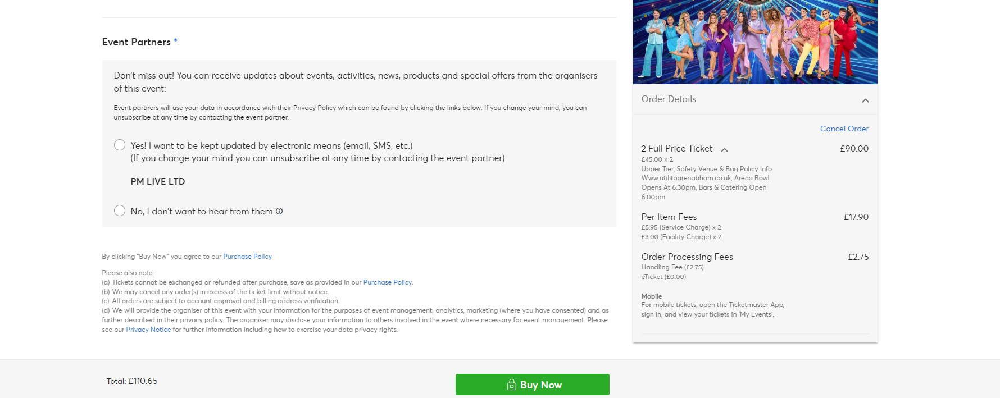 Event Partners *
Don't miss out! You can receive updates about events, activities, news, products and special offers from the organisers
of this event:
Event partners will use your data in accordance with their Privacy Policy which can be found by clicking the links below. If you change your mind, you can
unsubscribe at any time by contacting the event partner.
Yes! I want to be kept updated by electronic means (email, SMS, etc.)
(If you change your mind you can unsubscribe at any time by contacting the event partner)
PM LIVE LTD
No, I don't want to hear from them
By clicking "Buy Now" you agree to our Purchase Policy
Please also note:
(a) Tickets cannot be exchanged or refunded after purchase, save as provided in our Purchase Policy.
(b) We may cancel any order(s) in excess of the ticket limit without notice.
(c) All orders are subject to account approval and billing address verification.
(d) We will provide the organiser of this event with your information for the purposes of event management, analytics, marketing (where you have consented) and as
further described in their privacy policy. The organiser may disclose your information to others involved in the event where necessary for event management. Please
see our Privacy Notice for further information including how to exercise your data privacy rights.
Order Details
Cancel Order
2 Full Price Ticket £90.00
£45.00 x 2
Upper Tier, Safety Venue & Bag Policy Info:
Www.utilitaarenabham.co.uk, Arena Bowl
Opens At 6.30pm, Bars & Catering Open
6.00pm
Per Item Fees £17.90
£5.95 (Service Charge) x 2
£3.00 (Facility Charge) x 2
Order Processing Fees £2.75
Handling Fee (£2.75)
eTicket (£0.00)
Mobile
For mobile tickets, open the Ticketmaster App,
sign in, and view your tickets in 'My Events'.
Total: £110.65
Buy Now